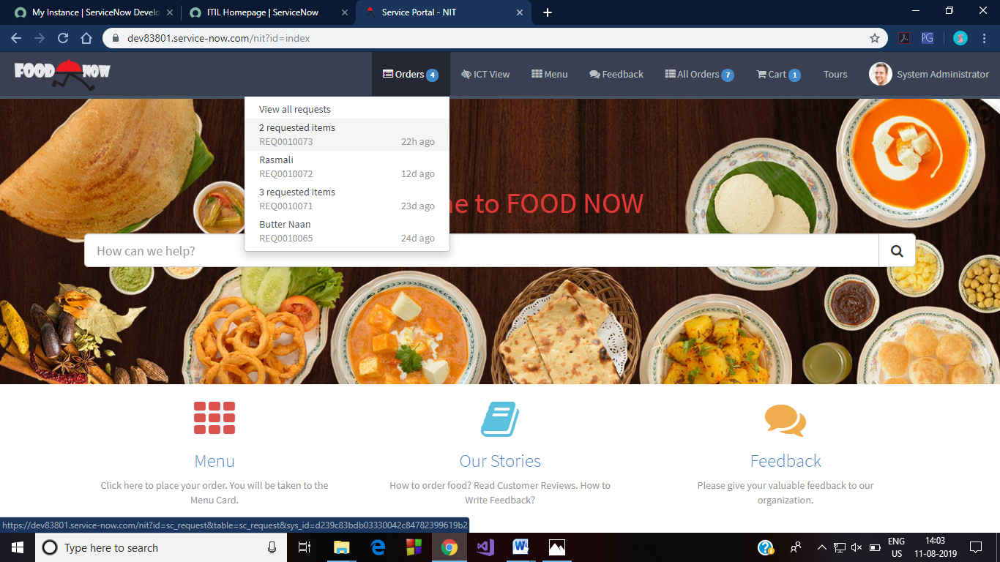 My Instance | ServiceNow Develo
ITIL Homepage | ServiceNow
Service Portal - NIT
dev83801.service-now.com/nit?id=index
PG
FOOD NOW
Orders 4
ICT View
Menu
Feedback
All Orders 7
Cart 1
Tours
System Administrator
View all requests
2 requested items
REQ0010073 22h ago
Rasmali
REQ0010072 12d ago
3 requested items
REQ0010071 23d ago
Butter Naan
REQ0010065 24d ago
me to FOOD NOW
How can we help?
Menu
Click here to place your order. You will be taken to the
Menu Card.
Our Stories
How to order food? Read Customer Reviews. How to
Write Feedback?
Feedback
Please give your valuable feedback to our
organization.
https://dev83801.service-now.com/nit?id=sc_request&table=sc_request&sys_id=d239c83bdb03330042c84782399619b2
Type here to search
ENG
US
14:03
11-08-2019